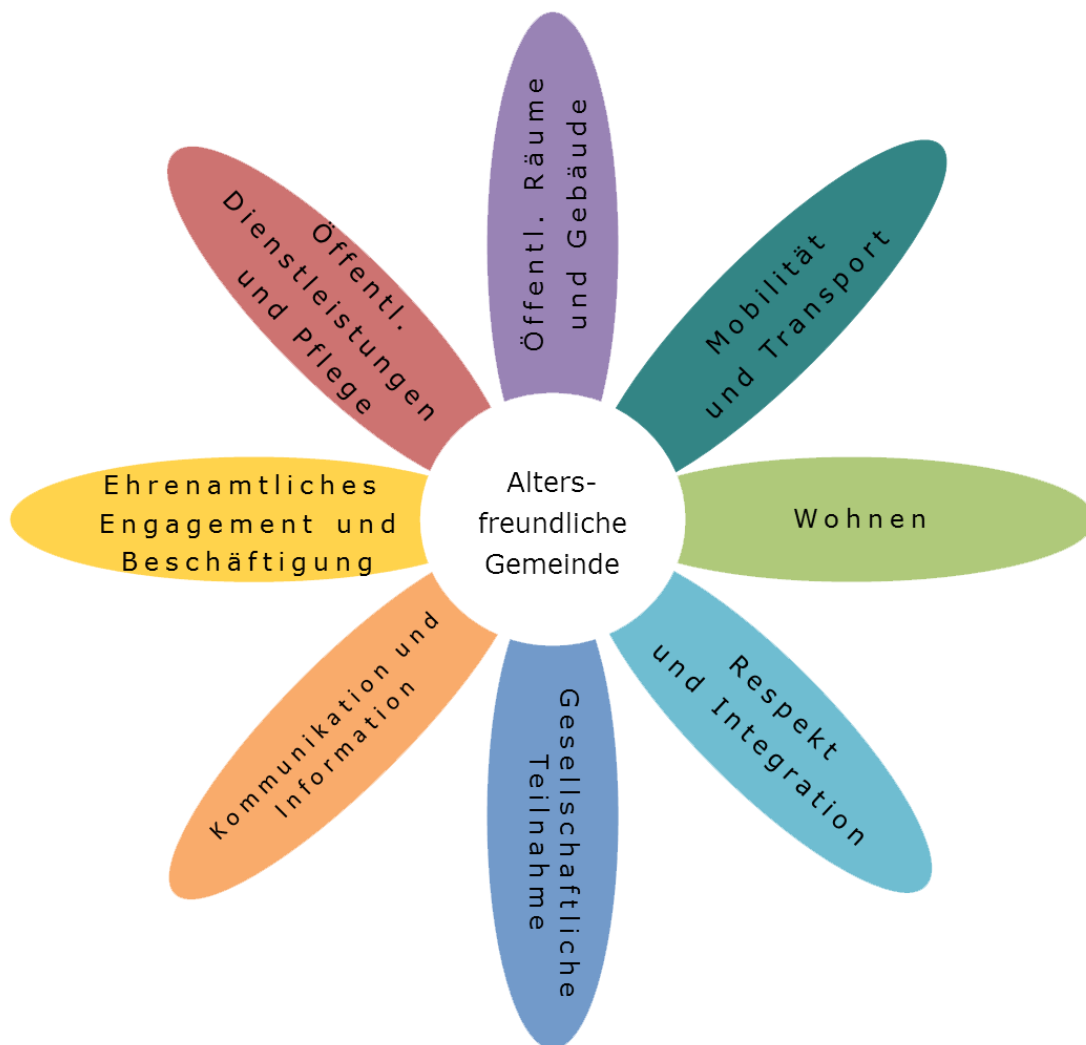 Öffentl. Räume
und Gebäude
Mobilität
und Transport
Wohnen
Respekt
und Integration
Gesellschaftliche
Teilnahme
Kommunikation und
Information
Ehrenamtliches
Engagement und
Beschäftigung
Öffentl.
Dienstleistungen
und Pflege
Alters-
freundliche
Gemeinde